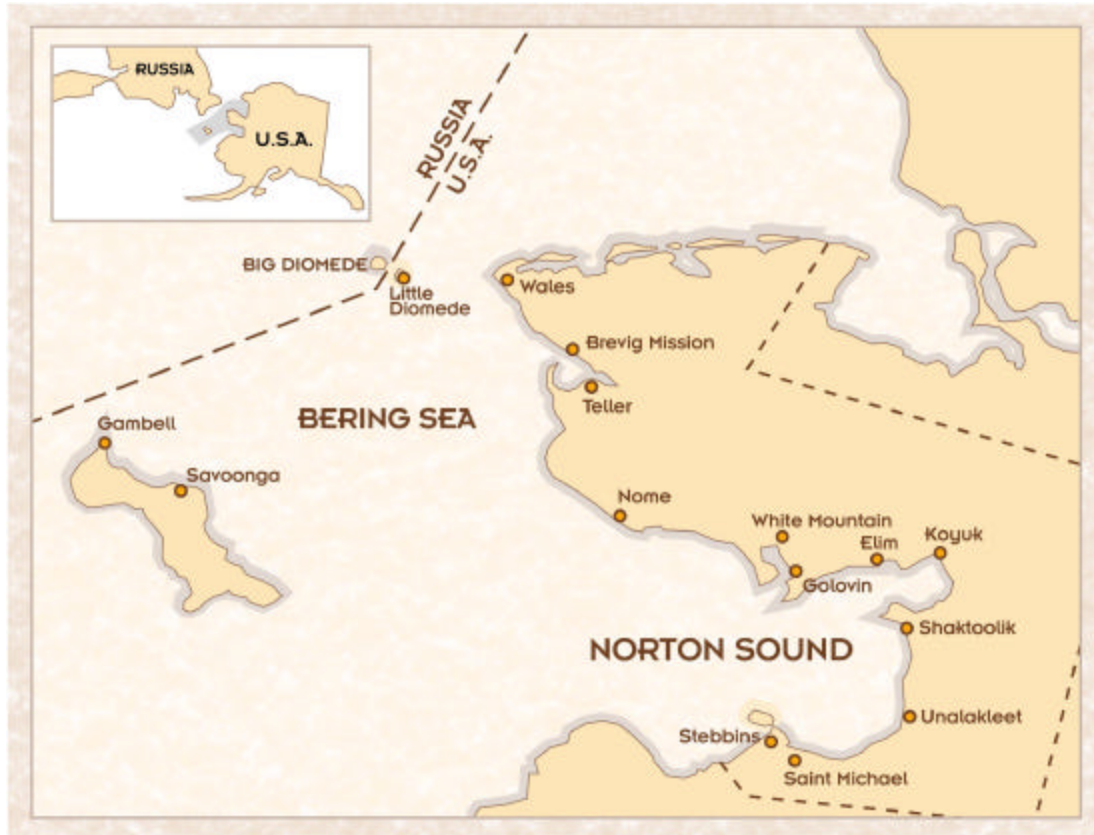 RUSSIA
U.S.A.
RUSSIA
U.S.A.
BIG DIOMEDE
Little
Diomede
Wales
Brevig Mission
Teller
BERING SEA
Gambell
Savoonga
Nome
White Mountain
Elim
Koyuk
Golovin
Shaktoolik
NORTON SOUND
Unalakleet
Stebbins
Saint Michael